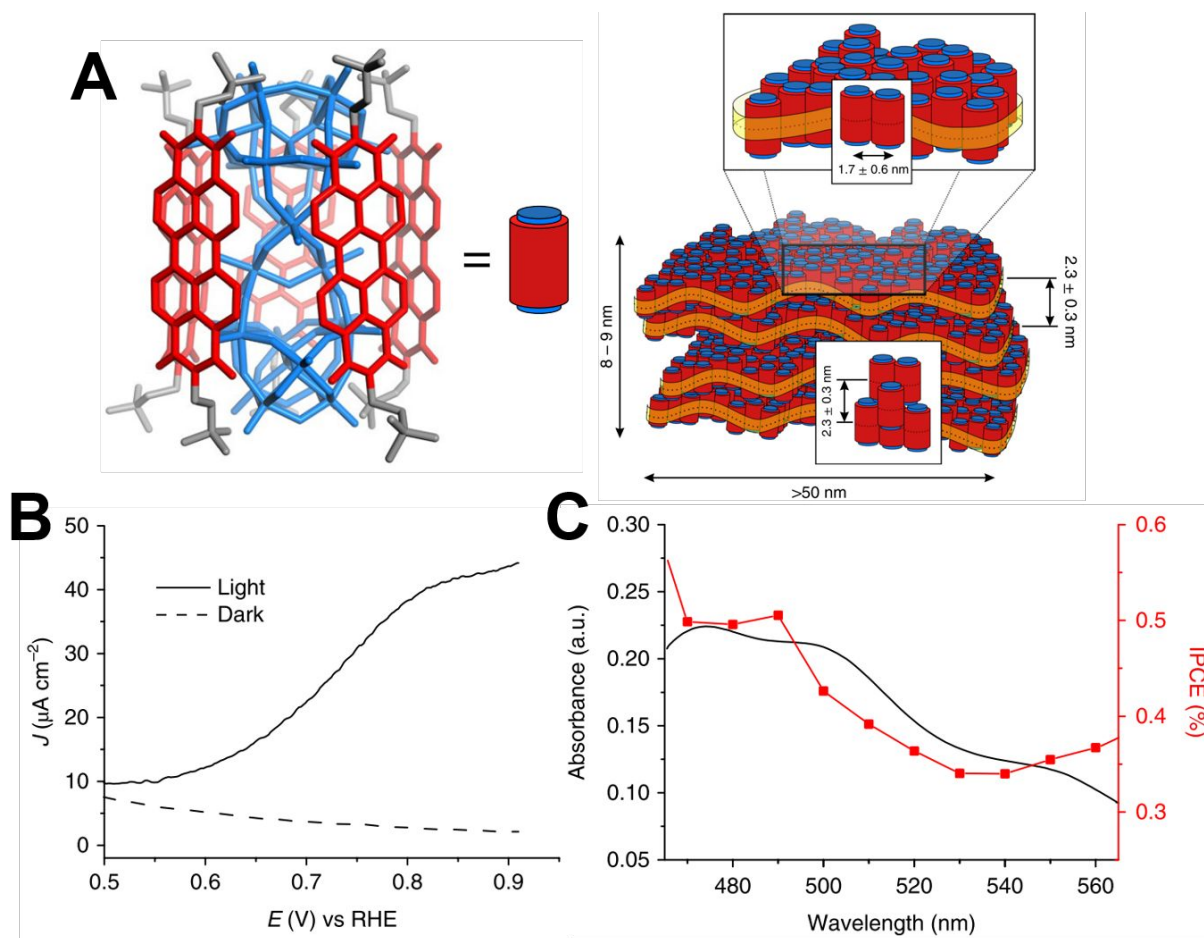 A
=
1.7 ± 0.6 nm
8 – 9 nm
2.3 ± 0.3 nm
2.3 ± 0.3 nm
>50 nm
B
50
40
30
20
10
0
J (µA cm⁻²)
Light
Dark
0.5 0.6 0.7 0.8 0.9
E (V) vs RHE
C
0.30
0.25
0.20
0.15
0.10
0.05
Absorbance (a.u.)
0.6
0.5
0.4
0.3
IPCE (%)
480 500 520 540 560
Wavelength (nm)